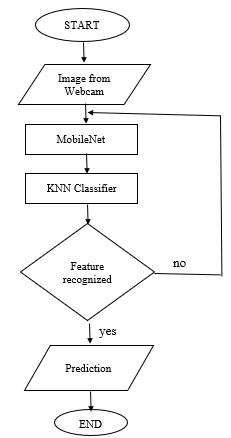 START
Image from
Webcam
MobileNet
KNN Classifier
Feature
recognized
no
yes
Prediction
END